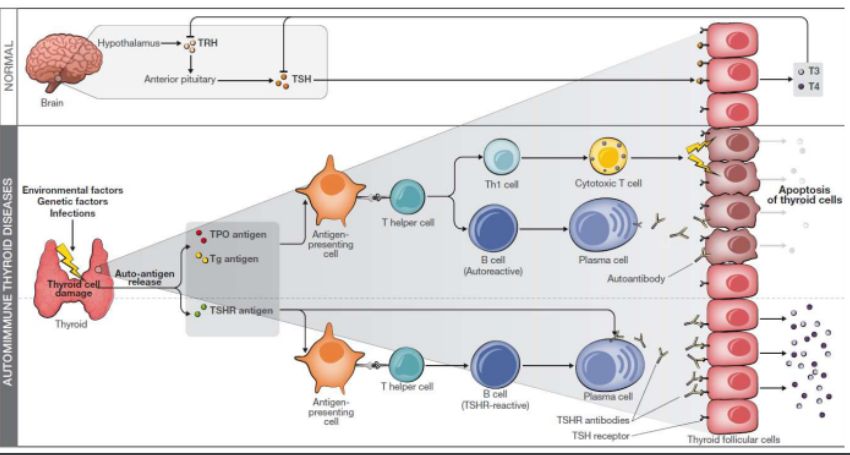 NORMAL
Hypothalamus
TRH
Anterior pituitary
TSH
Brain
T3
T4
AUTOIMMUNE THYROID DISEASES
Environmental factors
Genetic factors
Infections
Thyroid cell
damage
Thyroid
Auto-antigen
release
TPO antigen
Tg antigen
TSHR antigen
Antigen-
presenting
cell
T helper cell
Th1 cell
Cytotoxic T cell
B cell
(Autoreactive)
Plasma cell
Autoantibody
Apoptosis
of thyroid cells
Antigen-
presenting
cell
T helper cell
B cell
(TSHR-reactive)
Plasma cell
TSHR antibodies
TSH receptor
Thyroid follicular cells